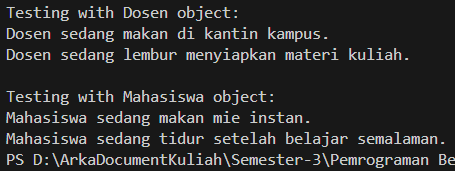 Testing with Dosen object:
Dosen sedang makan di kantin kampus.
Dosen sedang lembur menyiapkan materi kuliah.
Testing with Mahasiswa object:
Mahasiswa sedang makan mie instan.
Mahasiswa sedang tidur setelah belajar semalaman.
PS D:\ArkaDocumentKuliah\Semester-3\Pemrograman Be